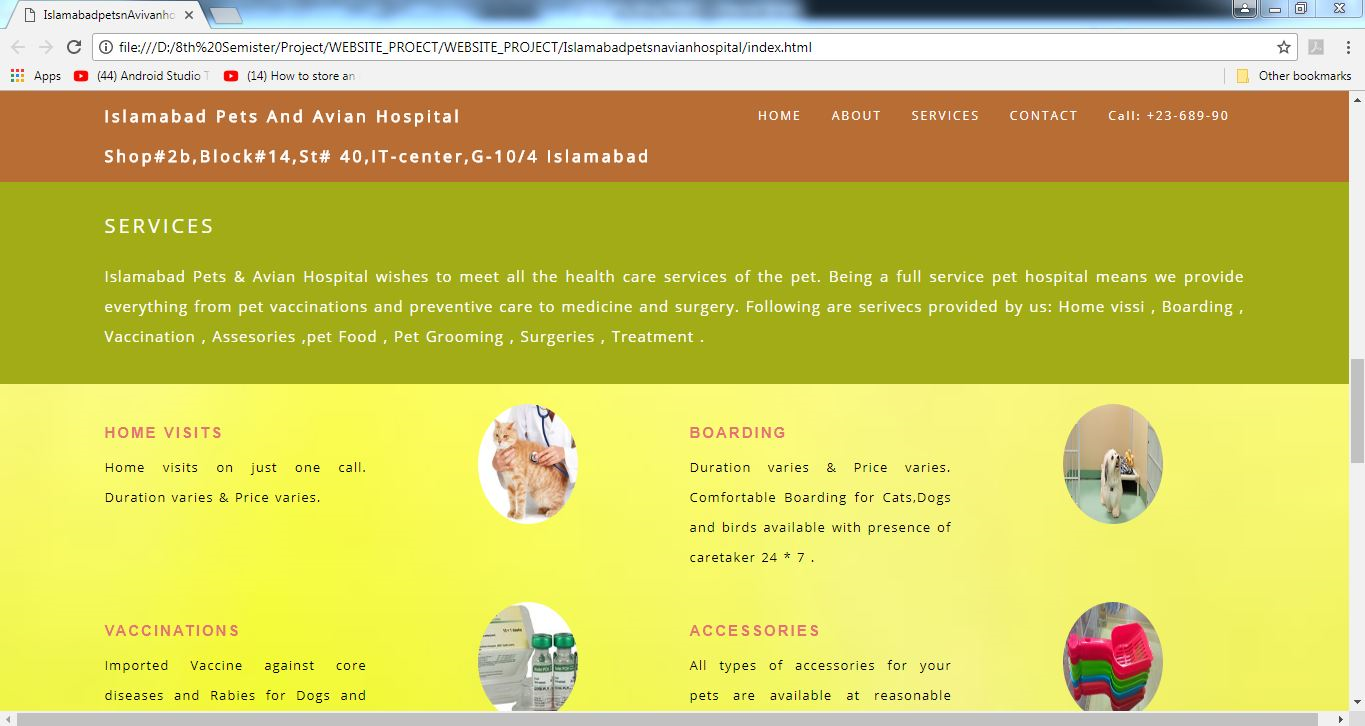 IslamabadpetsnAvivanho
file:///D:/8th%20Semister/Project/WEBSITE_PROECT/WEBSITE_PROJECT/Islamabadpetsnavianhospital/index.html
Apps (44) Android Studio T (14) How to store an Other bookmarks
Islamabad Pets And Avian Hospital HOME ABOUT SERVICES CONTACT Call: +23-689-90
Shop#2b,Block#14,St# 40,IT-center,G-10/4 Islamabad
SERVICES
Islamabad Pets & Avian Hospital wishes to meet all the health care services of the pet. Being a full service pet hospital means we provide
everything from pet vaccinations and preventive care to medicine and surgery. Following are serivecs provided by us: Home vissi , Boarding ,
Vaccination , Assesories ,pet Food , Pet Grooming , Surgeries , Treatment .
HOME VISITS
Home visits on just one call.
Duration varies & Price varies.
BOARDING
Duration varies & Price varies.
Comfortable Boarding for Cats,Dogs
and birds available with presence of
caretaker 24 * 7 .
VACCINATIONS
Imported Vaccine against core
diseases and Rabies for Dogs and
ACCESSORIES
All types of accessories for your
pets are available at reasonable